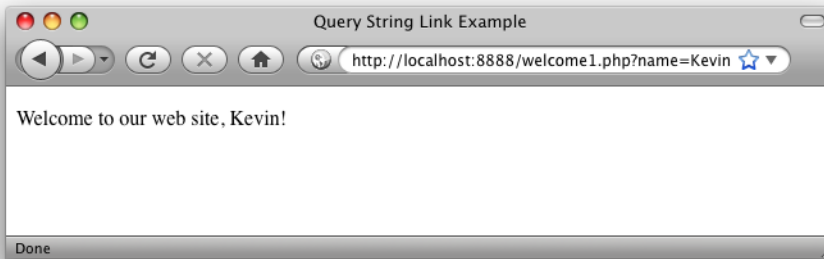 Query String Link Example
http://localhost:8888/welcome1.php?name=Kevin
Welcome to our web site, Kevin!
Done